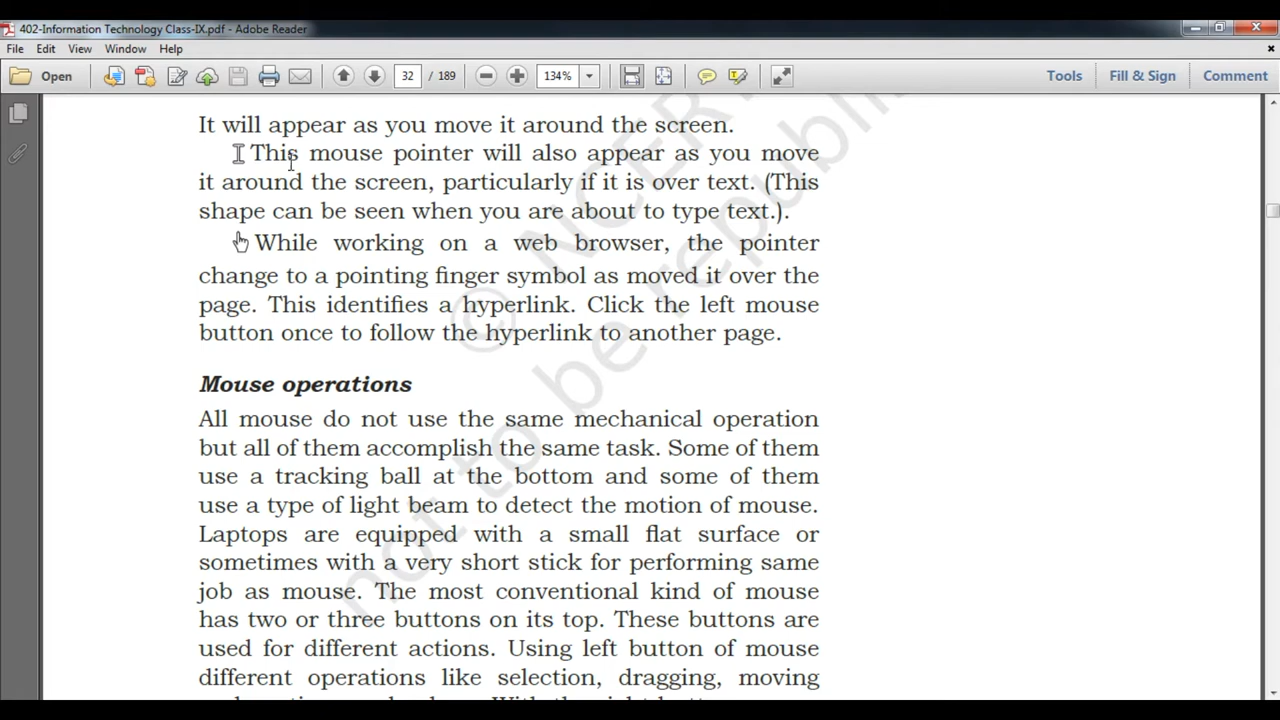 402-Information Technology Class-IX.pdf - Adobe Reader
File Edit View Window Help
Open 32 / 189 134% Tools Fill & Sign Comment
It will appear as you move it around the screen.
This mouse pointer will also appear as you move
it around the screen, particularly if it is over text. (This
shape can be seen when you are about to type text.).
While working on a web browser, the pointer
change to a pointing finger symbol as moved it over the
page. This identifies a hyperlink. Click the left mouse
button once to follow the hyperlink to another page.
Mouse operations
All mouse do not use the same mechanical operation
but all of them accomplish the same task. Some of them
use a tracking ball at the bottom and some of them
use a type of light beam to detect the motion of mouse.
Laptops are equipped with a small flat surface or
sometimes with a very short stick for performing same
job as mouse. The most conventional kind of mouse
has two or three buttons on its top. These buttons are
used for different actions. Using left button of mouse
different operations like selection, dragging, moving
© NCERT
not to be republi